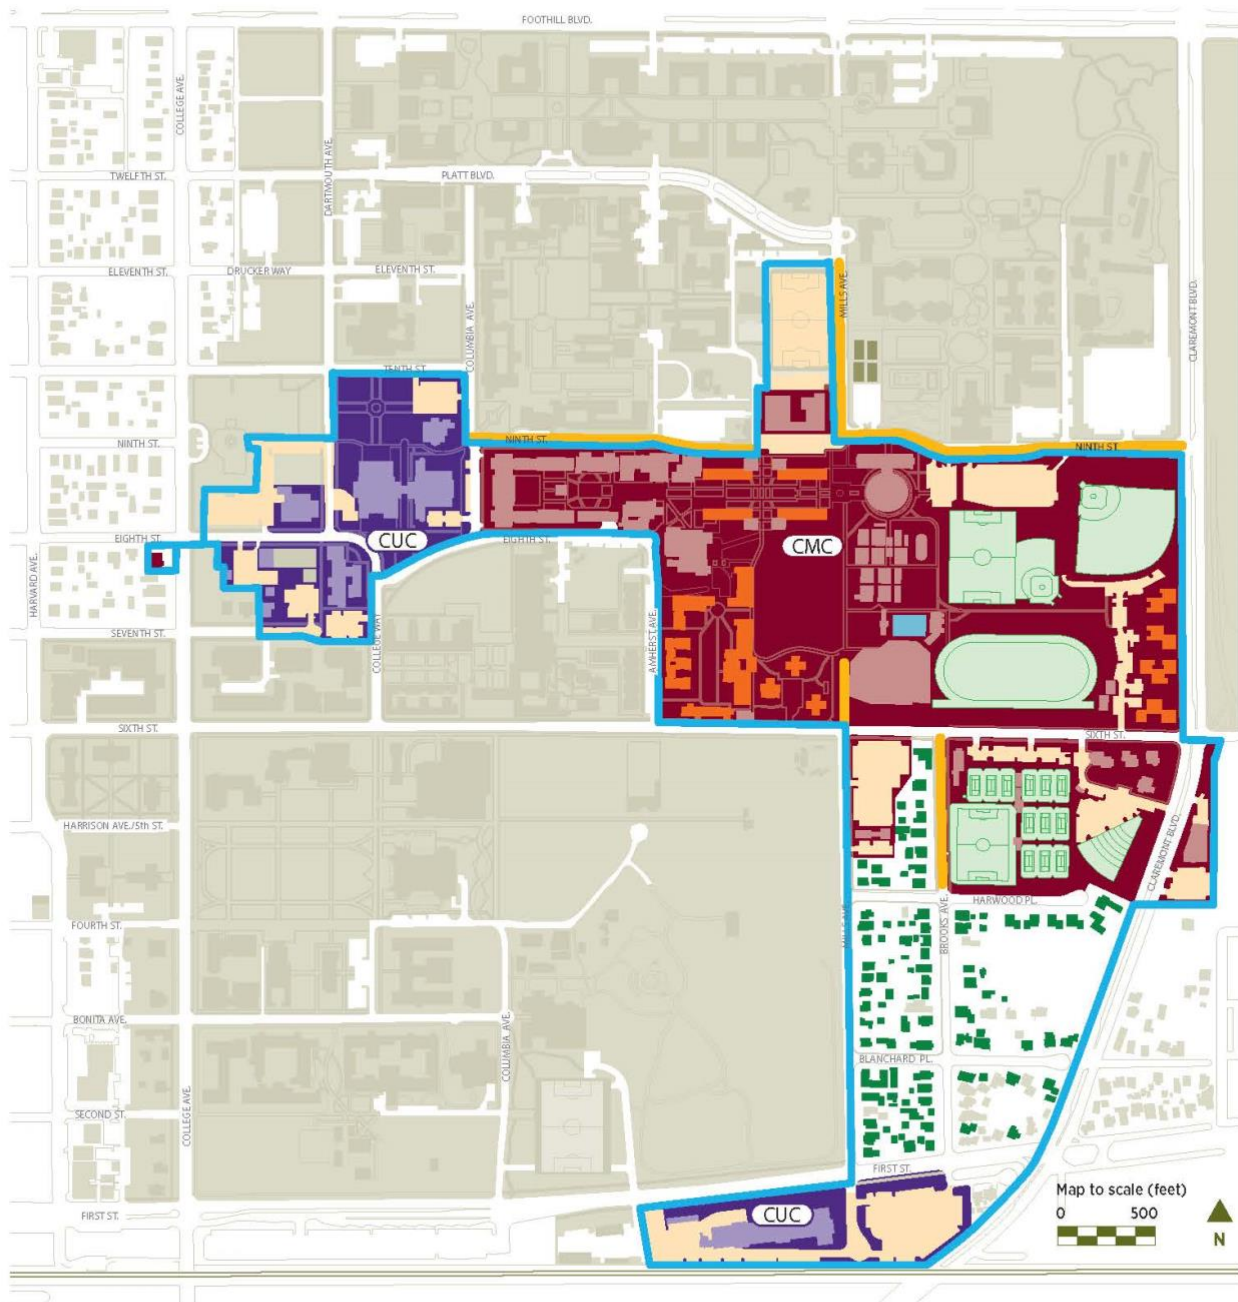 FOOTHILL BLVD.
COLLEGE AVE.
TWELFTH ST.
DARTMOUTH AVE.
PLATT BLVD.
ELEVENTH ST.
DRUCKER WAY
ELEVENTH ST.
COLUMBIA AVE.
MILLS AVE.
CLAREMONT BLVD.
TENTH ST.
NINTH ST.
NINTH ST.
NINTH ST.
EIGHTH ST.
CUC
EIGHTH ST.
CMC
HARVARD AVE.
SEVENTH ST.
COLLEGE WAY
AMHERST AVE.
SIXTH ST.
SIXTH ST.
HARRISON AVE./5th ST.
CLAREMONT BLVD.
HARWOOD PL.
FOURTH ST.
MILLS AVE.
BROOKS AVE.
BONITA AVE.
COLUMBIA AVE.
BLANCHARD PL.
COLLEGE AVE.
SECOND ST.
FIRST ST.
Map to scale (feet)
0 500
N
CUC
FIRST ST.